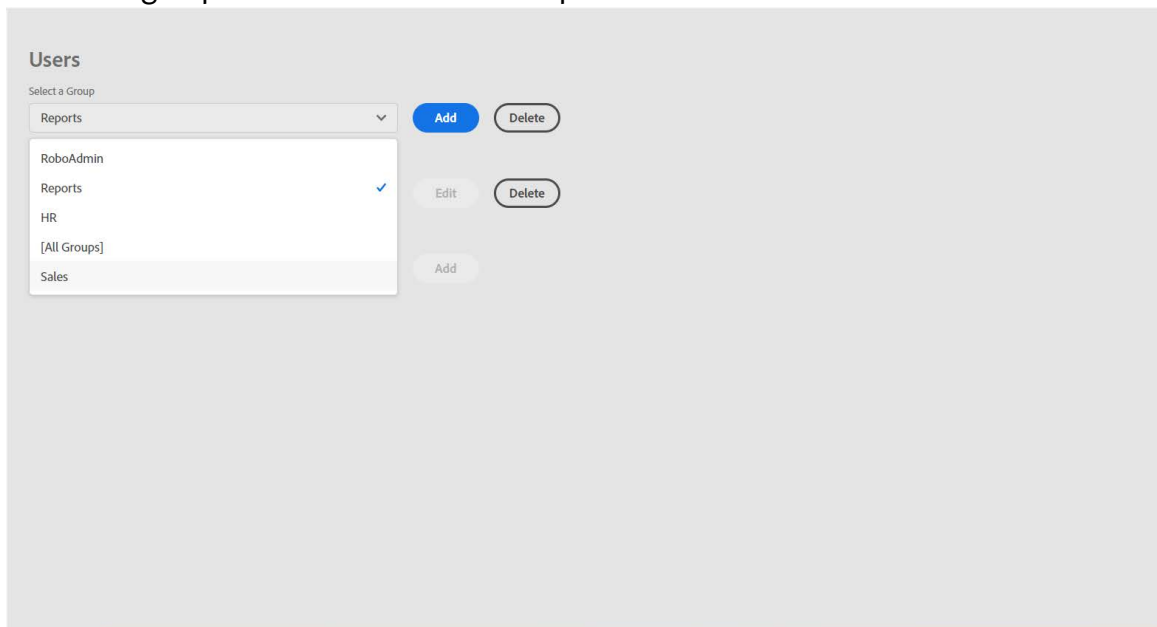 Users
Select a Group
Reports
Add
Delete
RoboAdmin
Reports
Edit
Delete
HR
[All Groups]
Add
Sales